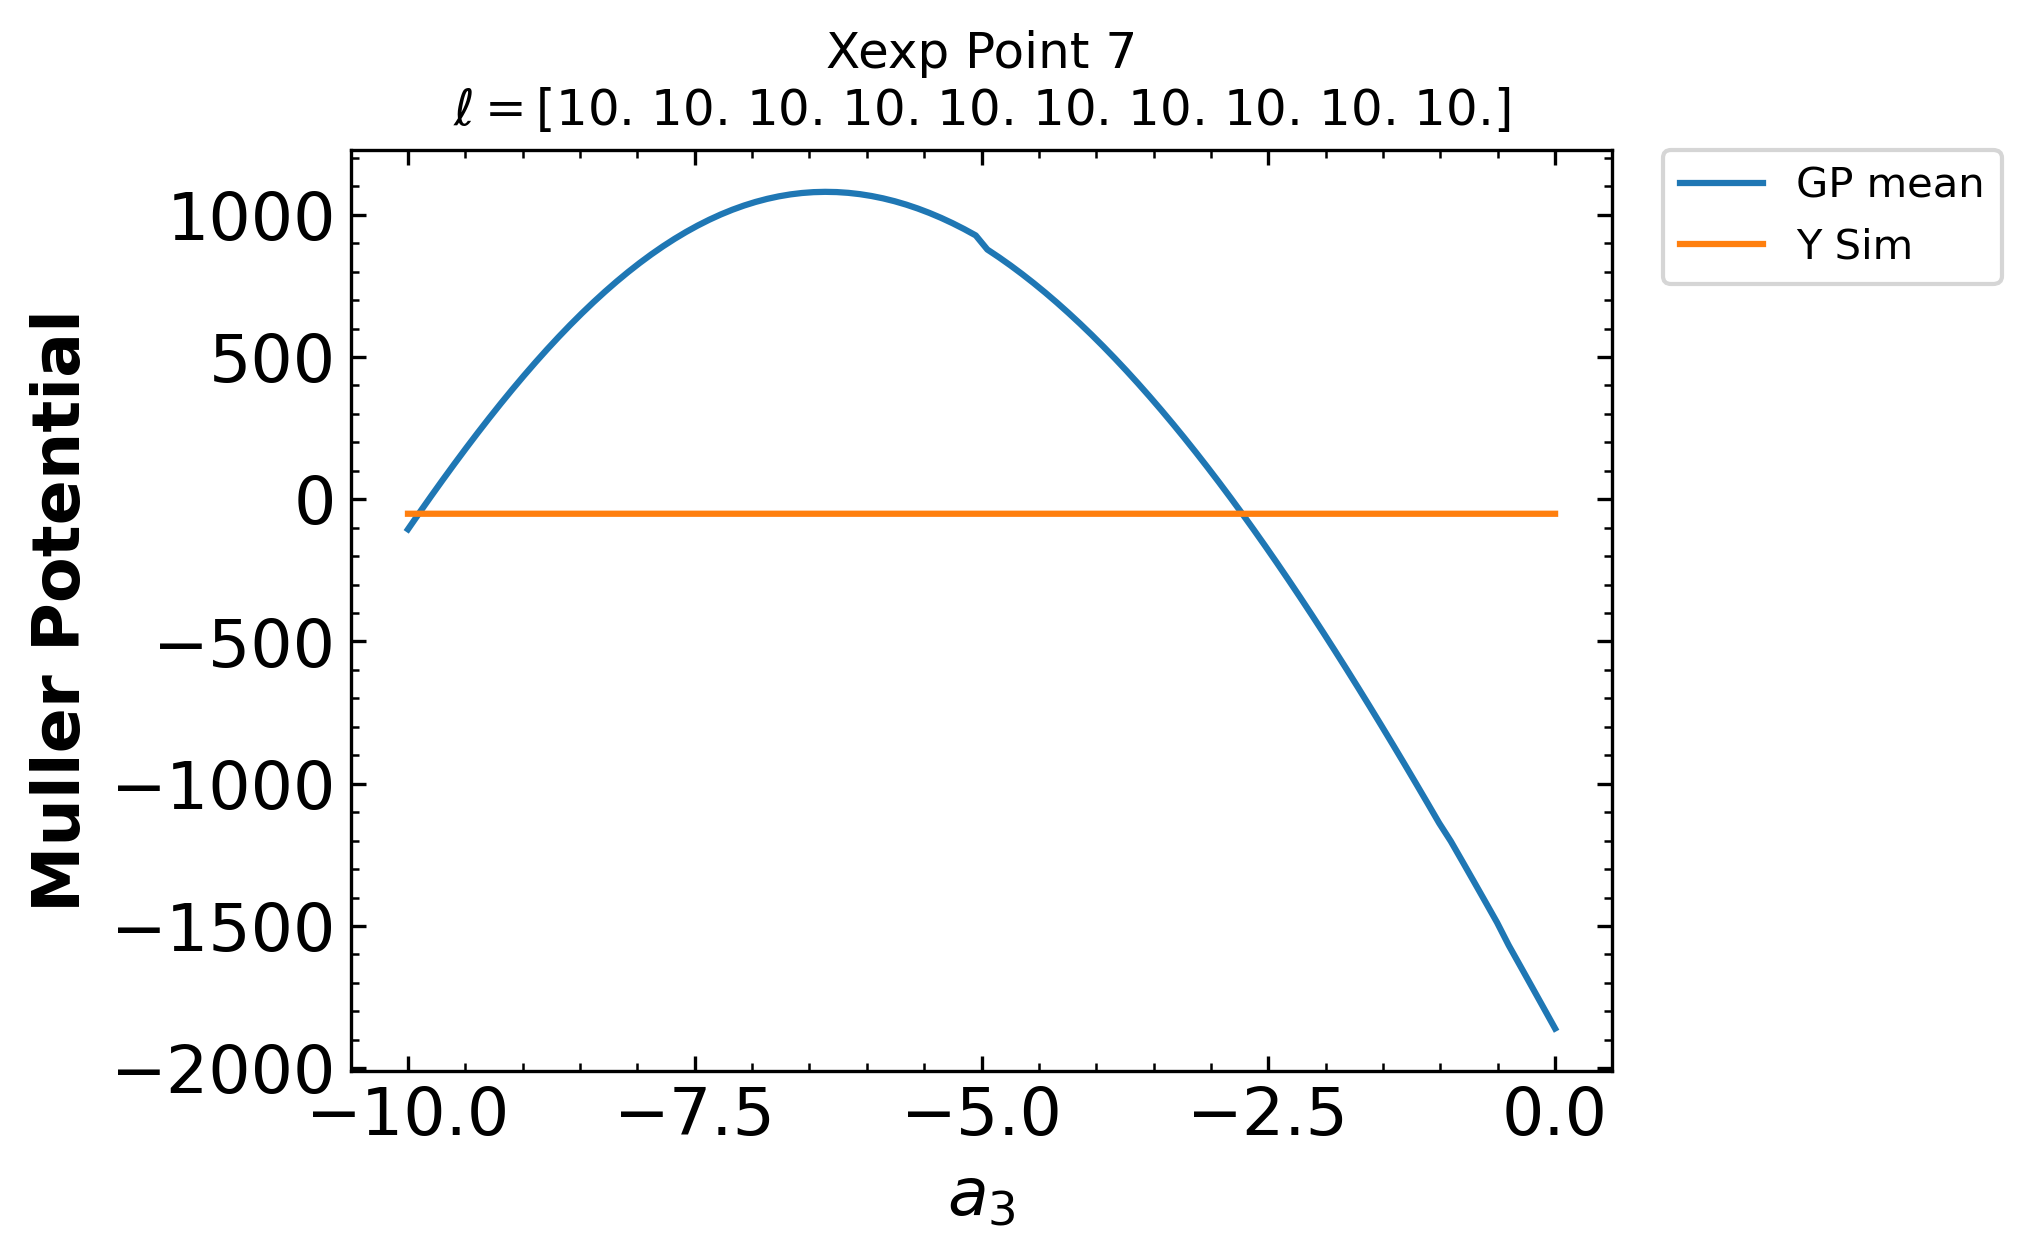 Xexp Point 7
ℓ = [10. 10. 10. 10. 10. 10. 10. 10. 10. 10.]
GP mean
Y Sim
Muller Potential
1000
500
0
−500
−1000
−1500
−2000
−10.0 −7.5 −5.0 −2.5 0.0
a₃